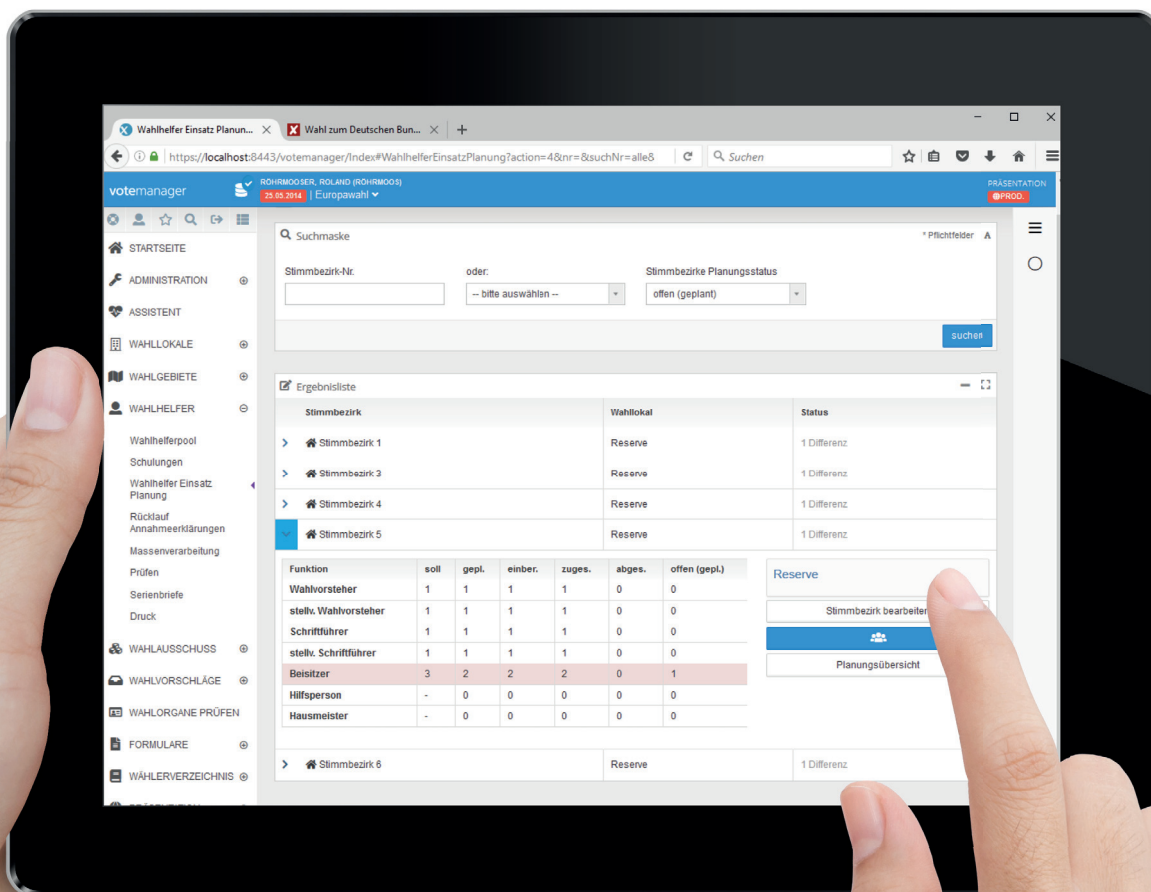 Wahlhelfer Einsatz Planun...
Wahl zum Deutschen Bun...
https://localhost:8443/votemanager/Index#WahlhelferEinsatzPlanung?action=4&nr=&suchNr=alle&
Suchen
votemanager
RÖHRMOOSER, ROLAND (RÖHRMOOS)
25.05.2014 | Europawahl
PRÄSENTATION
PROD.
STARTSEITE
ADMINISTRATION
ASSISTENT
WAHLLOKALE
WAHLGEBIETE
WAHLHELFER
Wahlhelferpool
Schulungen
Wahlhelfer Einsatz
Planung
Rücklauf
Annahmeerklärungen
Massenverarbeitung
Prüfen
Serienbriefe
Druck
WAHLAUSSCHUSS
WAHLVORSCHLÄGE
WAHLORGANE PRÜFEN
FORMULARE
WÄHLERVERZEICHNIS
Suchmaske
* Pflichtfelder A
Stimmbezirk-Nr. oder: Stimmbezirke Planungsstatus
-- bitte auswählen -- offen (geplant)
suchen
Ergebnisliste
Stimmbezirk Wahllokal Status
Stimmbezirk 1 Reserve 1 Differenz
Stimmbezirk 3 Reserve 1 Differenz
Stimmbezirk 4 Reserve 1 Differenz
Stimmbezirk 5 Reserve 1 Differenz
Funktion soll gepl. einber. zuges. abges. offen (gepl.)
Wahlvorsteher 1 1 1 1 0 0
stellv. Wahlvorsteher 1 1 1 1 0 0
Schriftführer 1 1 1 1 0 0
stellv. Schriftführer 1 1 1 1 0 0
Beisitzer 3 2 2 2 0 1
Hilfsperson - 0 0 0 0 0
Hausmeister - 0 0 0 0 0
Reserve
Stimmbezirk bearbeiten
Planungsübersicht
Stimmbezirk 6 Reserve 1 Differenz